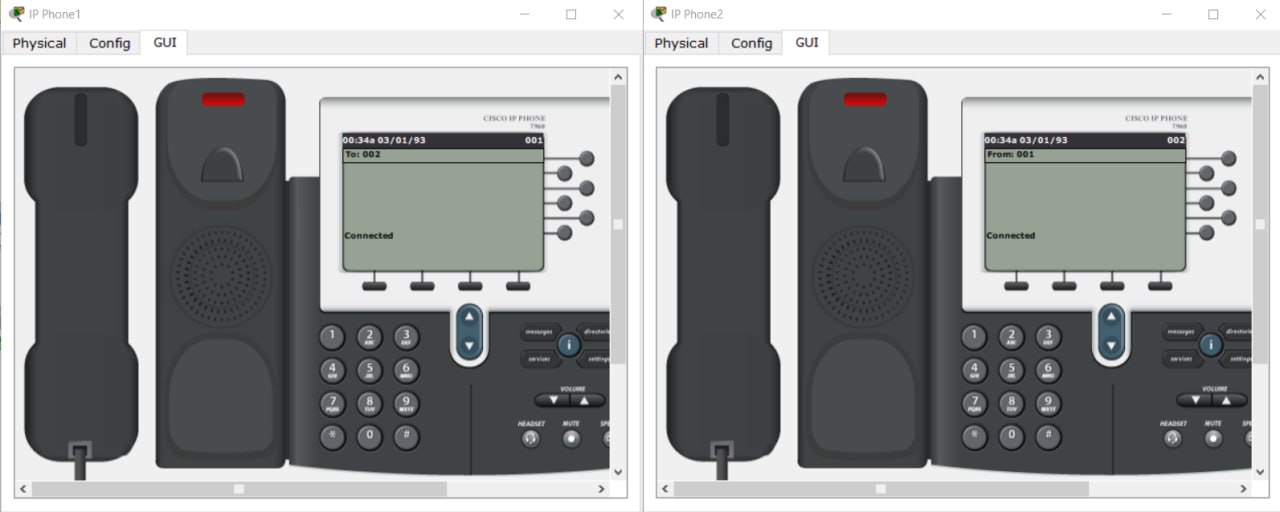 IP Phone1
Physical Config GUI
CISCO IP PHONE
7960
00:34a 03/01/93 001
To: 002
Connected
1 2 ABC 3 DEF
4 GHI 5 JKL 6 MNO
7 PQRS 8 TUV 9 WXYZ
* 0 #
messages directorie
i
services settings
VOLUME
HEADSET MUTE SPE
IP Phone2
Physical Config GUI
CISCO IP PHONE
7960
00:34a 03/01/93 002
From: 001
Connected
1 2 ABC 3 DEF
4 GHI 5 JKL 6 MNO
7 PQRS 8 TUV 9 WXYZ
* 0 #
messages directorie
i
services settings
VOLUME
HEADSET MUTE SPE